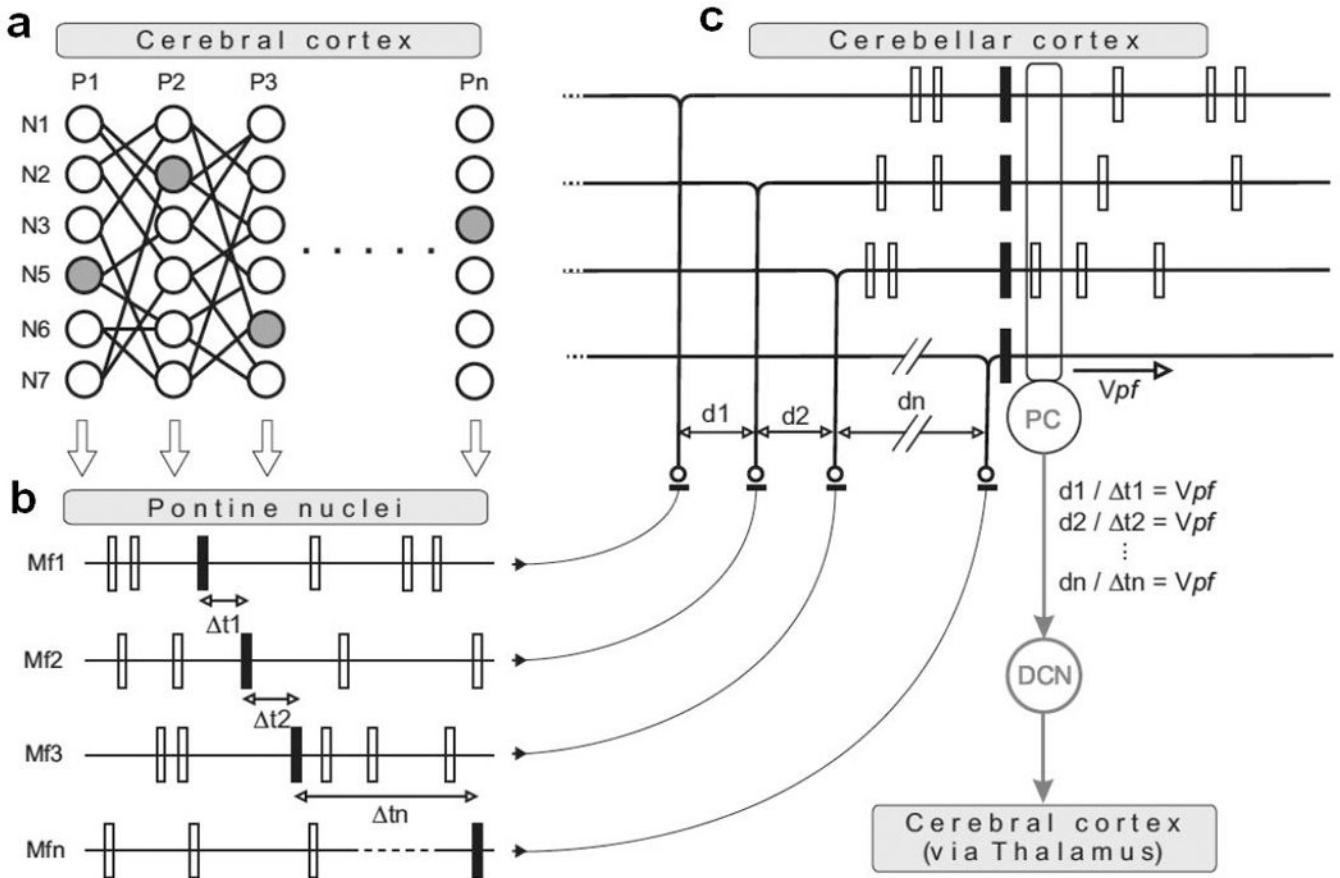 a
Cerebral cortex
P1 P2 P3 Pn
N1
N2
N3
N5
N6
N7
b
Pontine nuclei
Mf1
Δt1
Mf2
Δt2
Mf3
Δtn
Mfn
c
Cerebellar cortex
Vpf
d1 d2 dn
PC
d1 / Δt1 = Vpf
d2 / Δt2 = Vpf
⋮
dn / Δtn = Vpf
DCN
Cerebral cortex
(via Thalamus)